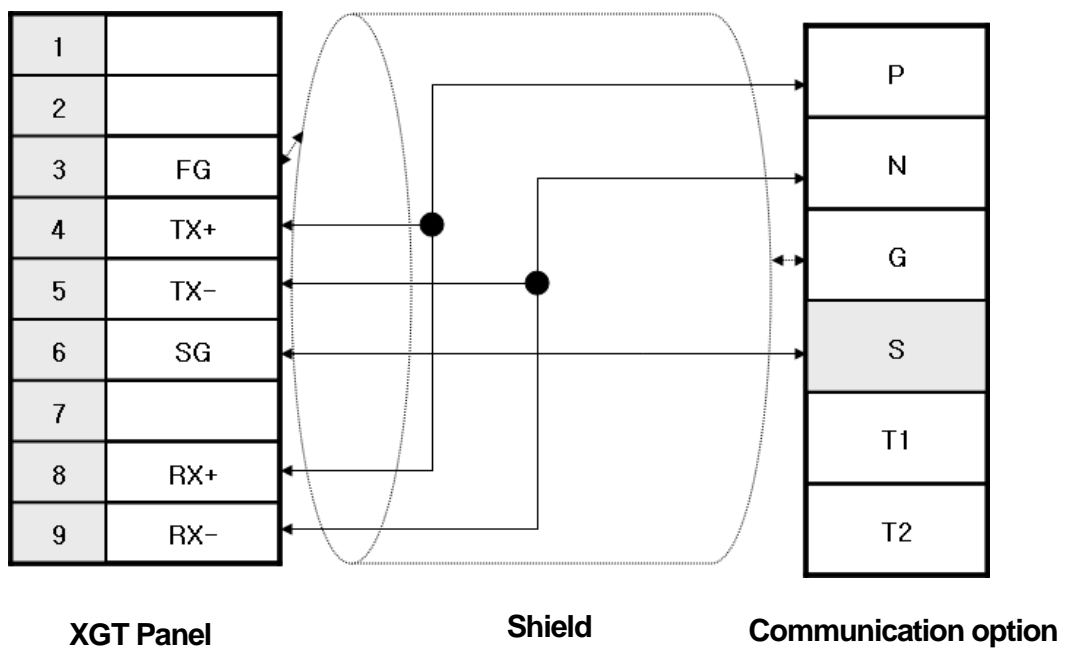 1
2
3 FG
4 TX+
5 TX-
6 SG
7
8 RX+
9 RX-
P
N
G
S
T1
T2
XGT Panel
Shield
Communication option